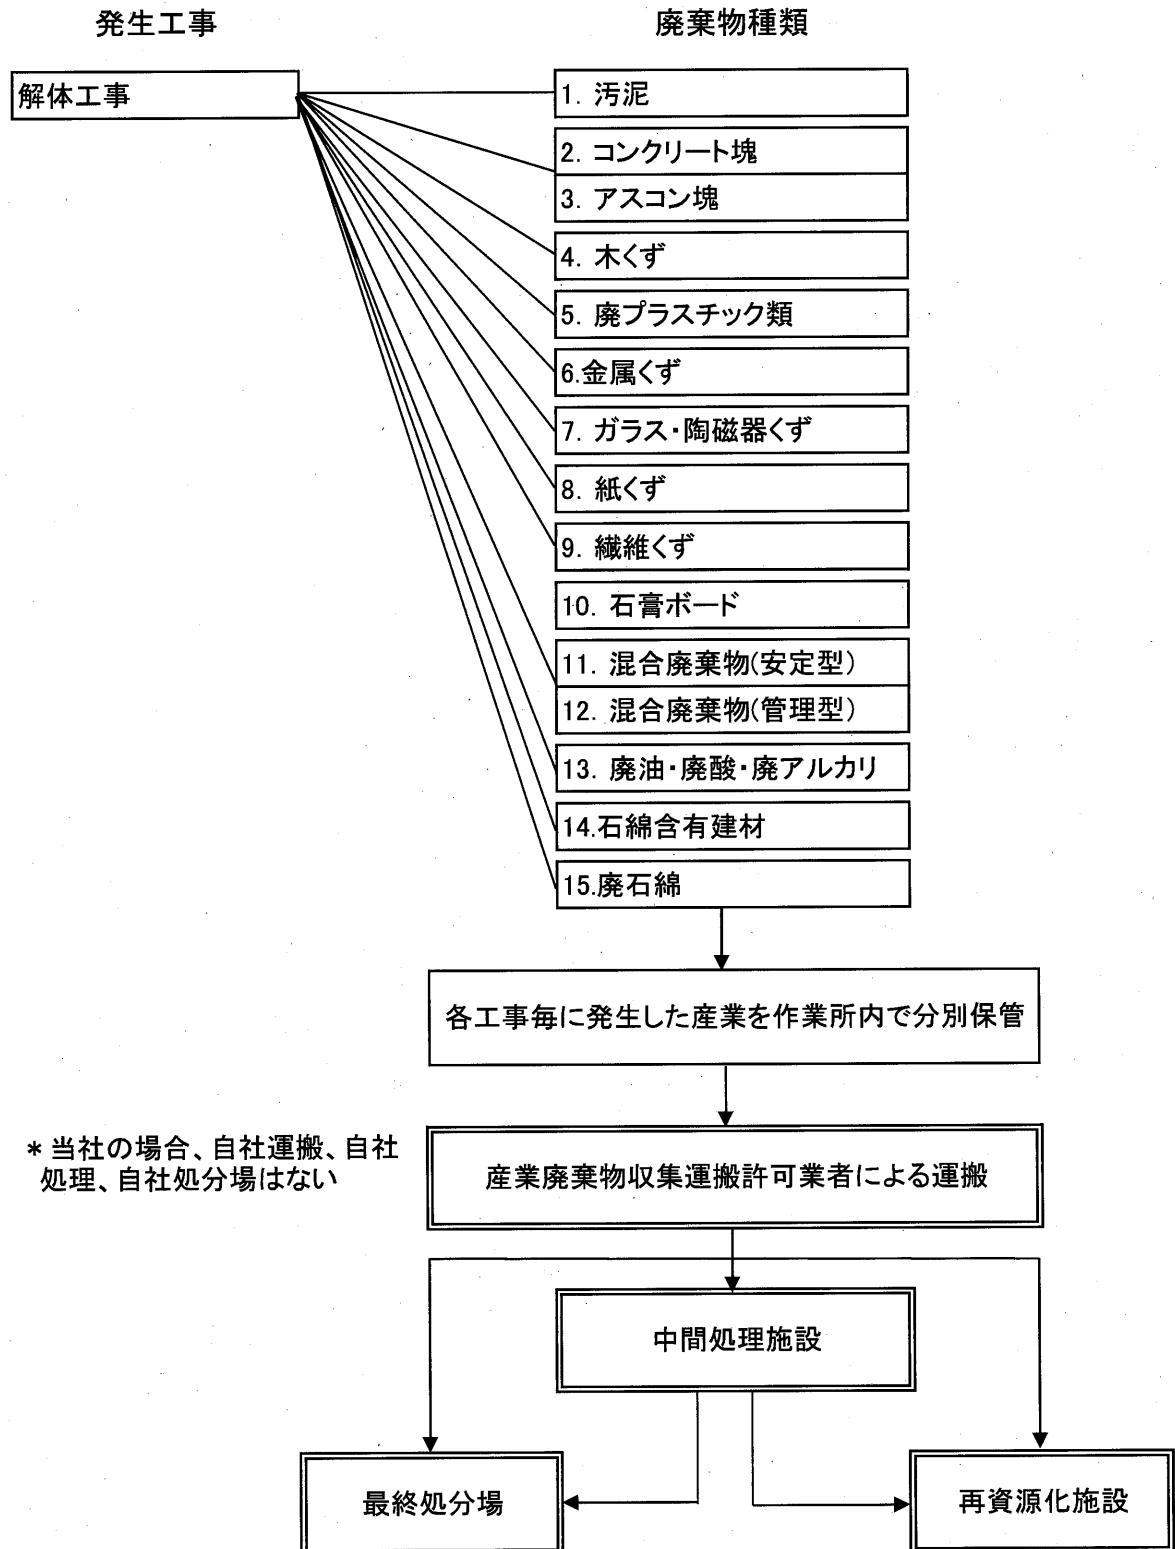 発生工事
廃棄物種類
解体工事
1. 汚泥
2. コンクリート塊
3. アスコン塊
4. 木くず
5. 廃プラスチック類
6.金属くず
7. ガラス・陶磁器くず
8. 紙くず
9. 繊維くず
10. 石膏ボード
11. 混合廃棄物(安定型)
12. 混合廃棄物(管理型)
13. 廃油・廃酸・廃アルカリ
14.石綿含有建材
15.廃石綿
各工事毎に発生した産業を作業所内で分別保管
＊当社の場合、自社運搬、自社
処理、自社処分場はない
産業廃棄物収集運搬許可業者による運搬
中間処理施設
最終処分場
再資源化施設